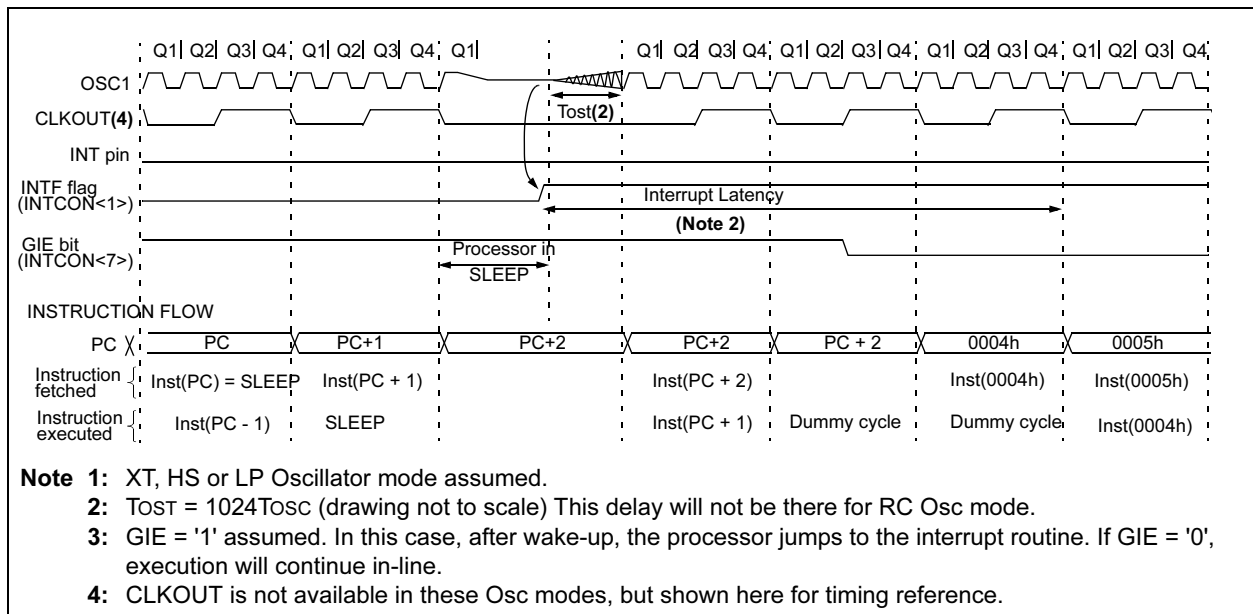 Q1 Q2 Q3 Q4 Q1 Q2 Q3 Q4 Q1 Q1 Q2 Q3 Q4 Q1 Q2 Q3 Q4 Q1 Q2 Q3 Q4 Q1 Q2 Q3 Q4
OSC1
Tost(2)
CLKOUT(4)
INT pin
INTF flag
(INTCON<1>)
Interrupt Latency
(Note 2)
GIE bit
(INTCON<7>)
Processor in
SLEEP
INSTRUCTION FLOW
PC PC PC+1 PC+2 PC+2 PC + 2 0004h 0005h
Instruction
fetched
Inst(PC) = SLEEP Inst(PC + 1) Inst(PC + 2) Inst(0004h) Inst(0005h)
Instruction
executed
Inst(PC - 1) SLEEP Inst(PC + 1) Dummy cycle Dummy cycle Inst(0004h)
Note 1: XT, HS or LP Oscillator mode assumed.
2: TOST = 1024TOSC (drawing not to scale) This delay will not be there for RC Osc mode.
3: GIE = '1' assumed. In this case, after wake-up, the processor jumps to the interrupt routine. If GIE = '0',
execution will continue in-line.
4: CLKOUT is not available in these Osc modes, but shown here for timing reference.